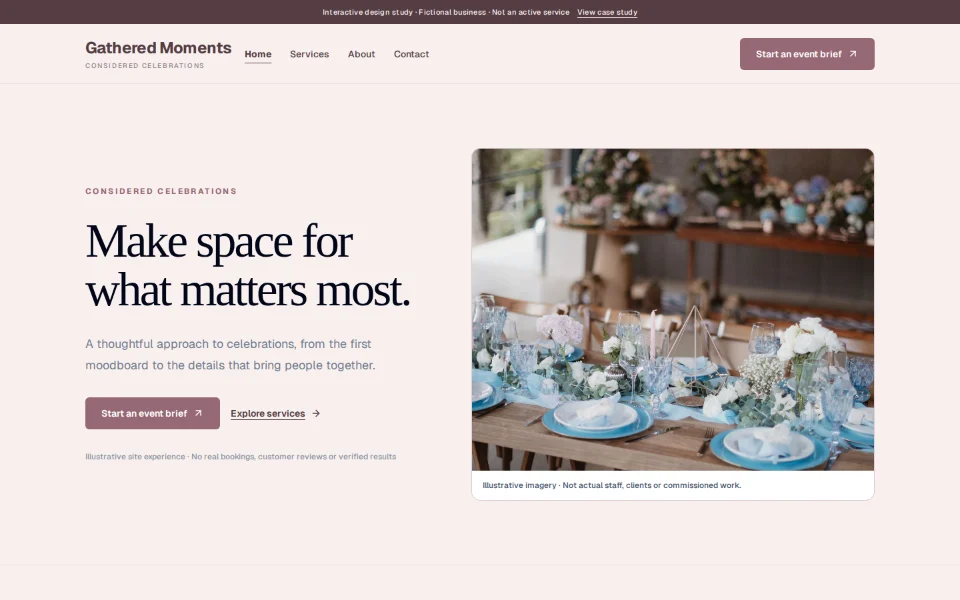 Interactive design study · Fictional business · Not an active service View case study
Gathered Moments
CONSIDERED CELEBRATIONS
Home Services About Contact
Start an event brief
CONSIDERED CELEBRATIONS
Make space for
what matters most.
A thoughtful approach to celebrations, from the first
moodboard to the details that bring people together.
Start an event brief Explore services
Illustrative site experience · No real bookings, customer reviews or verified results
Illustrative imagery · Not actual staff, clients or commissioned work.